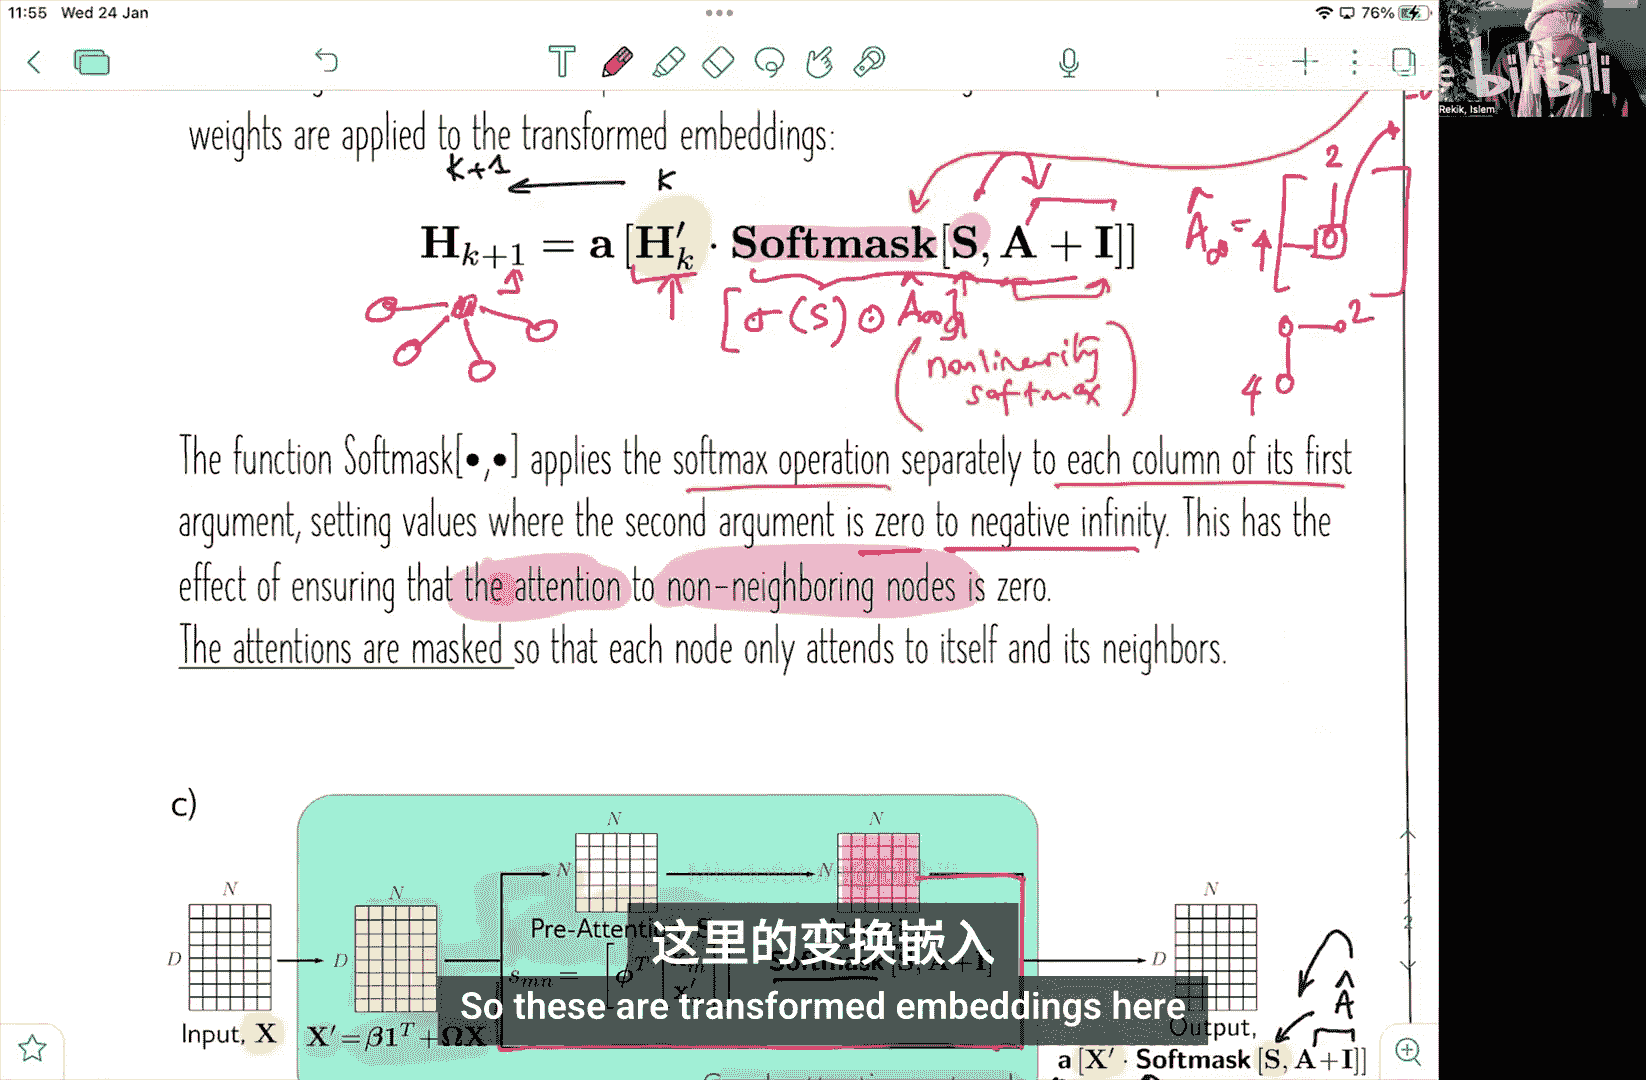 11:55 Wed 24 Jan
76%
bilibili
Rekik, Islem
weights are applied to the transformed embeddings:
K+1
K
H_{k+1} = a [H'_k · Softmask[S, A + I]]
Â∞ =
2
[σ(S) ⊙ A∞]
(nonlinearity
softmax)
2
4
The function Softmask[•,•] applies the softmax operation separately to each column of its first
argument, setting values where the second argument is zero to negative infinity. This has the
effect of ensuring that the attention to non-neighboring nodes is zero.
The attentions are masked so that each node only attends to itself and its neighbors.
c)
N
N
N
N
N
N
N
D
D
D
Input, X
X' = β1^T + ΩX
Softmask [S, A+I]
Â
Output,
a [X' · Softmask [S, A+I]]
这里的变换嵌入
So these are transformed embeddings here